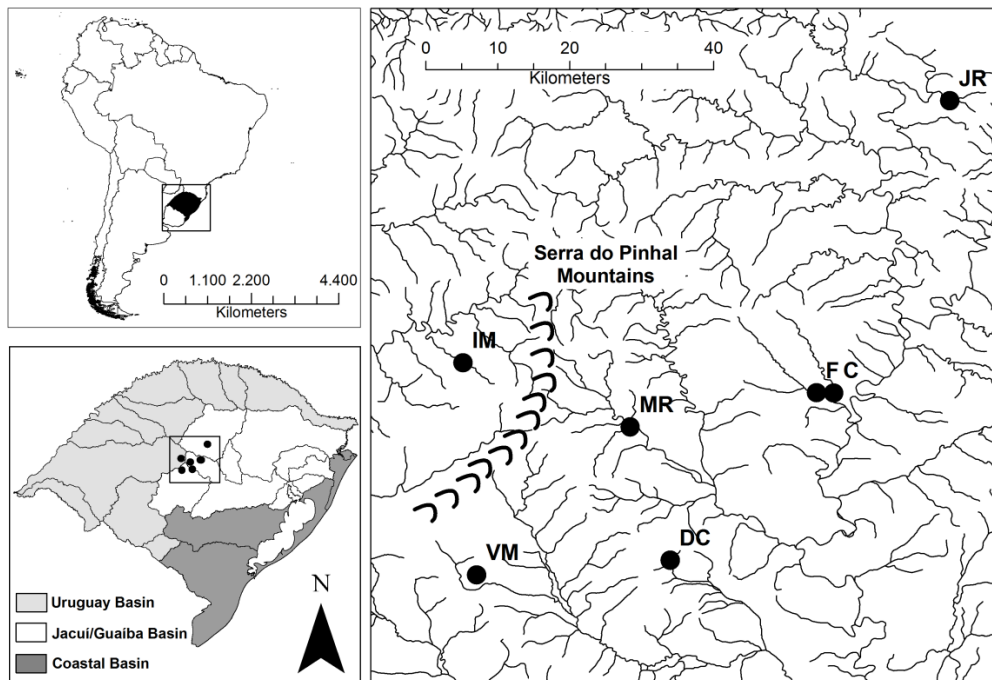 0 1.100 2.200 4.400
Kilometers
Uruguay Basin
Jacuí/Guaíba Basin
Coastal Basin
N
0 20 40
Kilometers
JR
Serra do Pinhal
Mountains
IM
F C
MR
DC
VM